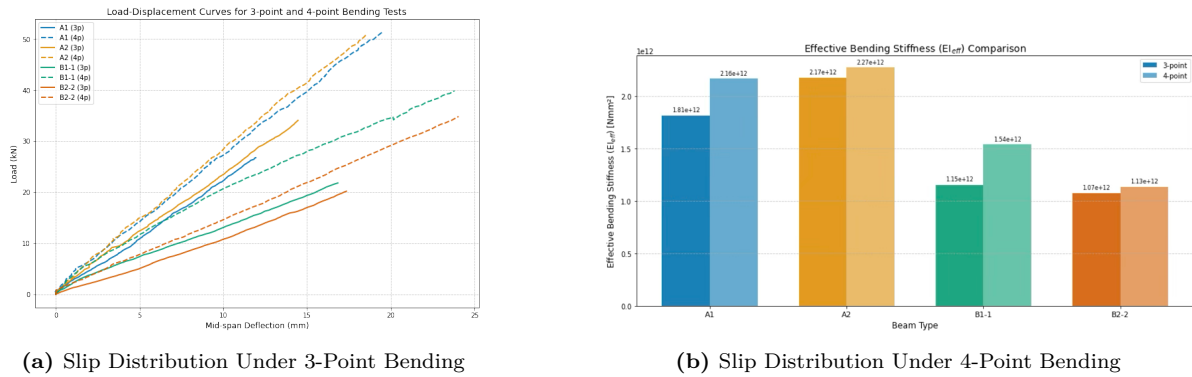 Load-Displacement Curves for 3-point and 4-point Bending Tests
A1 (3p)
A1 (4p)
A2 (3p)
A2 (4p)
B1-1 (3p)
B1-1 (4p)
B2-2 (3p)
B2-2 (4p)
Load (kN)
50
40
30
20
10
0
0 5 10 15 20 25
Mid-span Deflection (mm)
(a) Slip Distribution Under 3-Point Bending
Effective Bending Stiffness (EIeff) Comparison
1e12
3-point
4-point
Effective Bending Stiffness (EIeff) [Nmm²]
2.0
1.5
1.0
0.5
0.0
1.81e+12
2.16e+12
2.17e+12
2.27e+12
1.15e+12
1.54e+12
1.07e+12
1.13e+12
A1 A2 B1-1 B2-2
Beam Type
(b) Slip Distribution Under 4-Point Bending